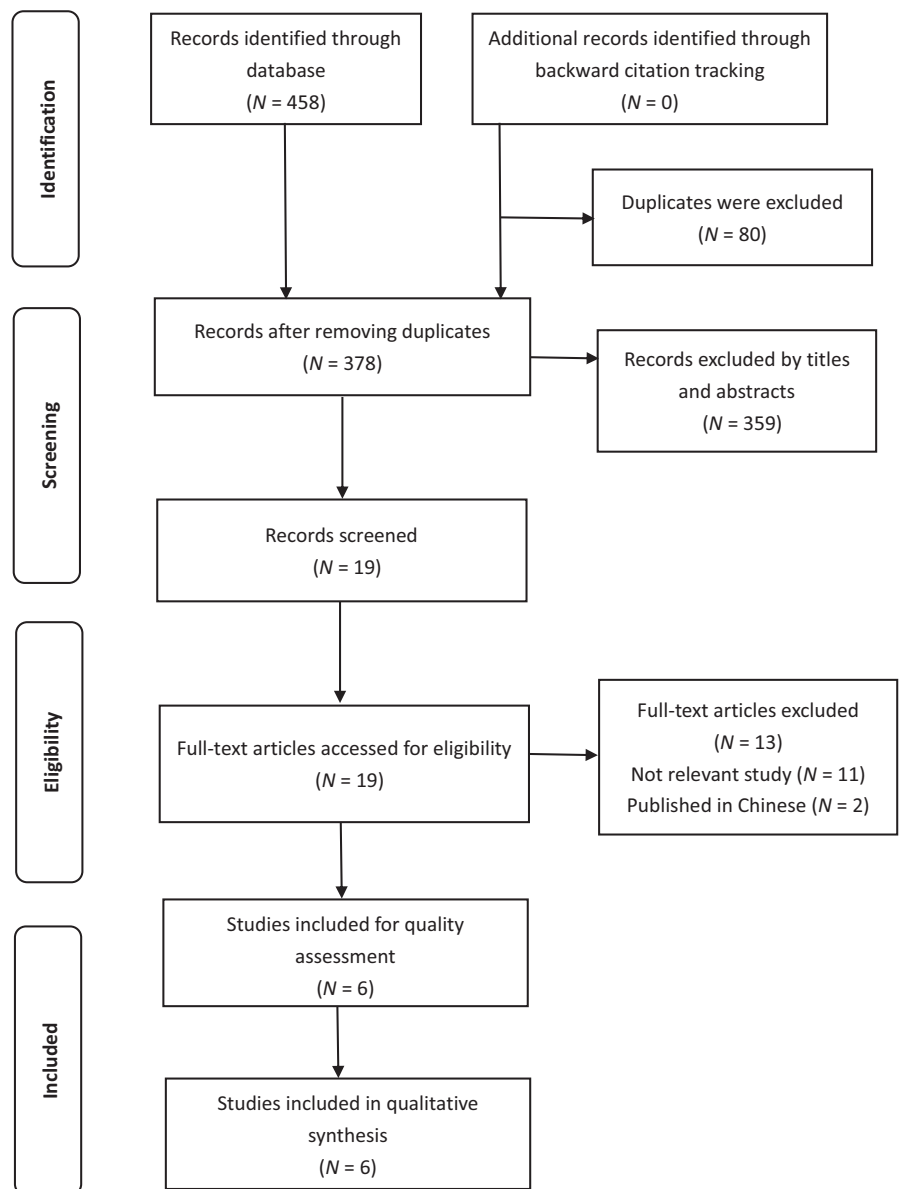 Identification
Records identified through
database
(N = 458)
Additional records identified through
backward citation tracking
(N = 0)
Duplicates were excluded
(N = 80)
Screening
Records after removing duplicates
(N = 378)
Records excluded by titles
and abstracts
(N = 359)
Records screened
(N = 19)
Eligibility
Full-text articles accessed for eligibility
(N = 19)
Full-text articles excluded
(N = 13)
Not relevant study (N = 11)
Published in Chinese (N = 2)
Included
Studies included for quality
assessment
(N = 6)
Studies included in qualitative
synthesis
(N = 6)